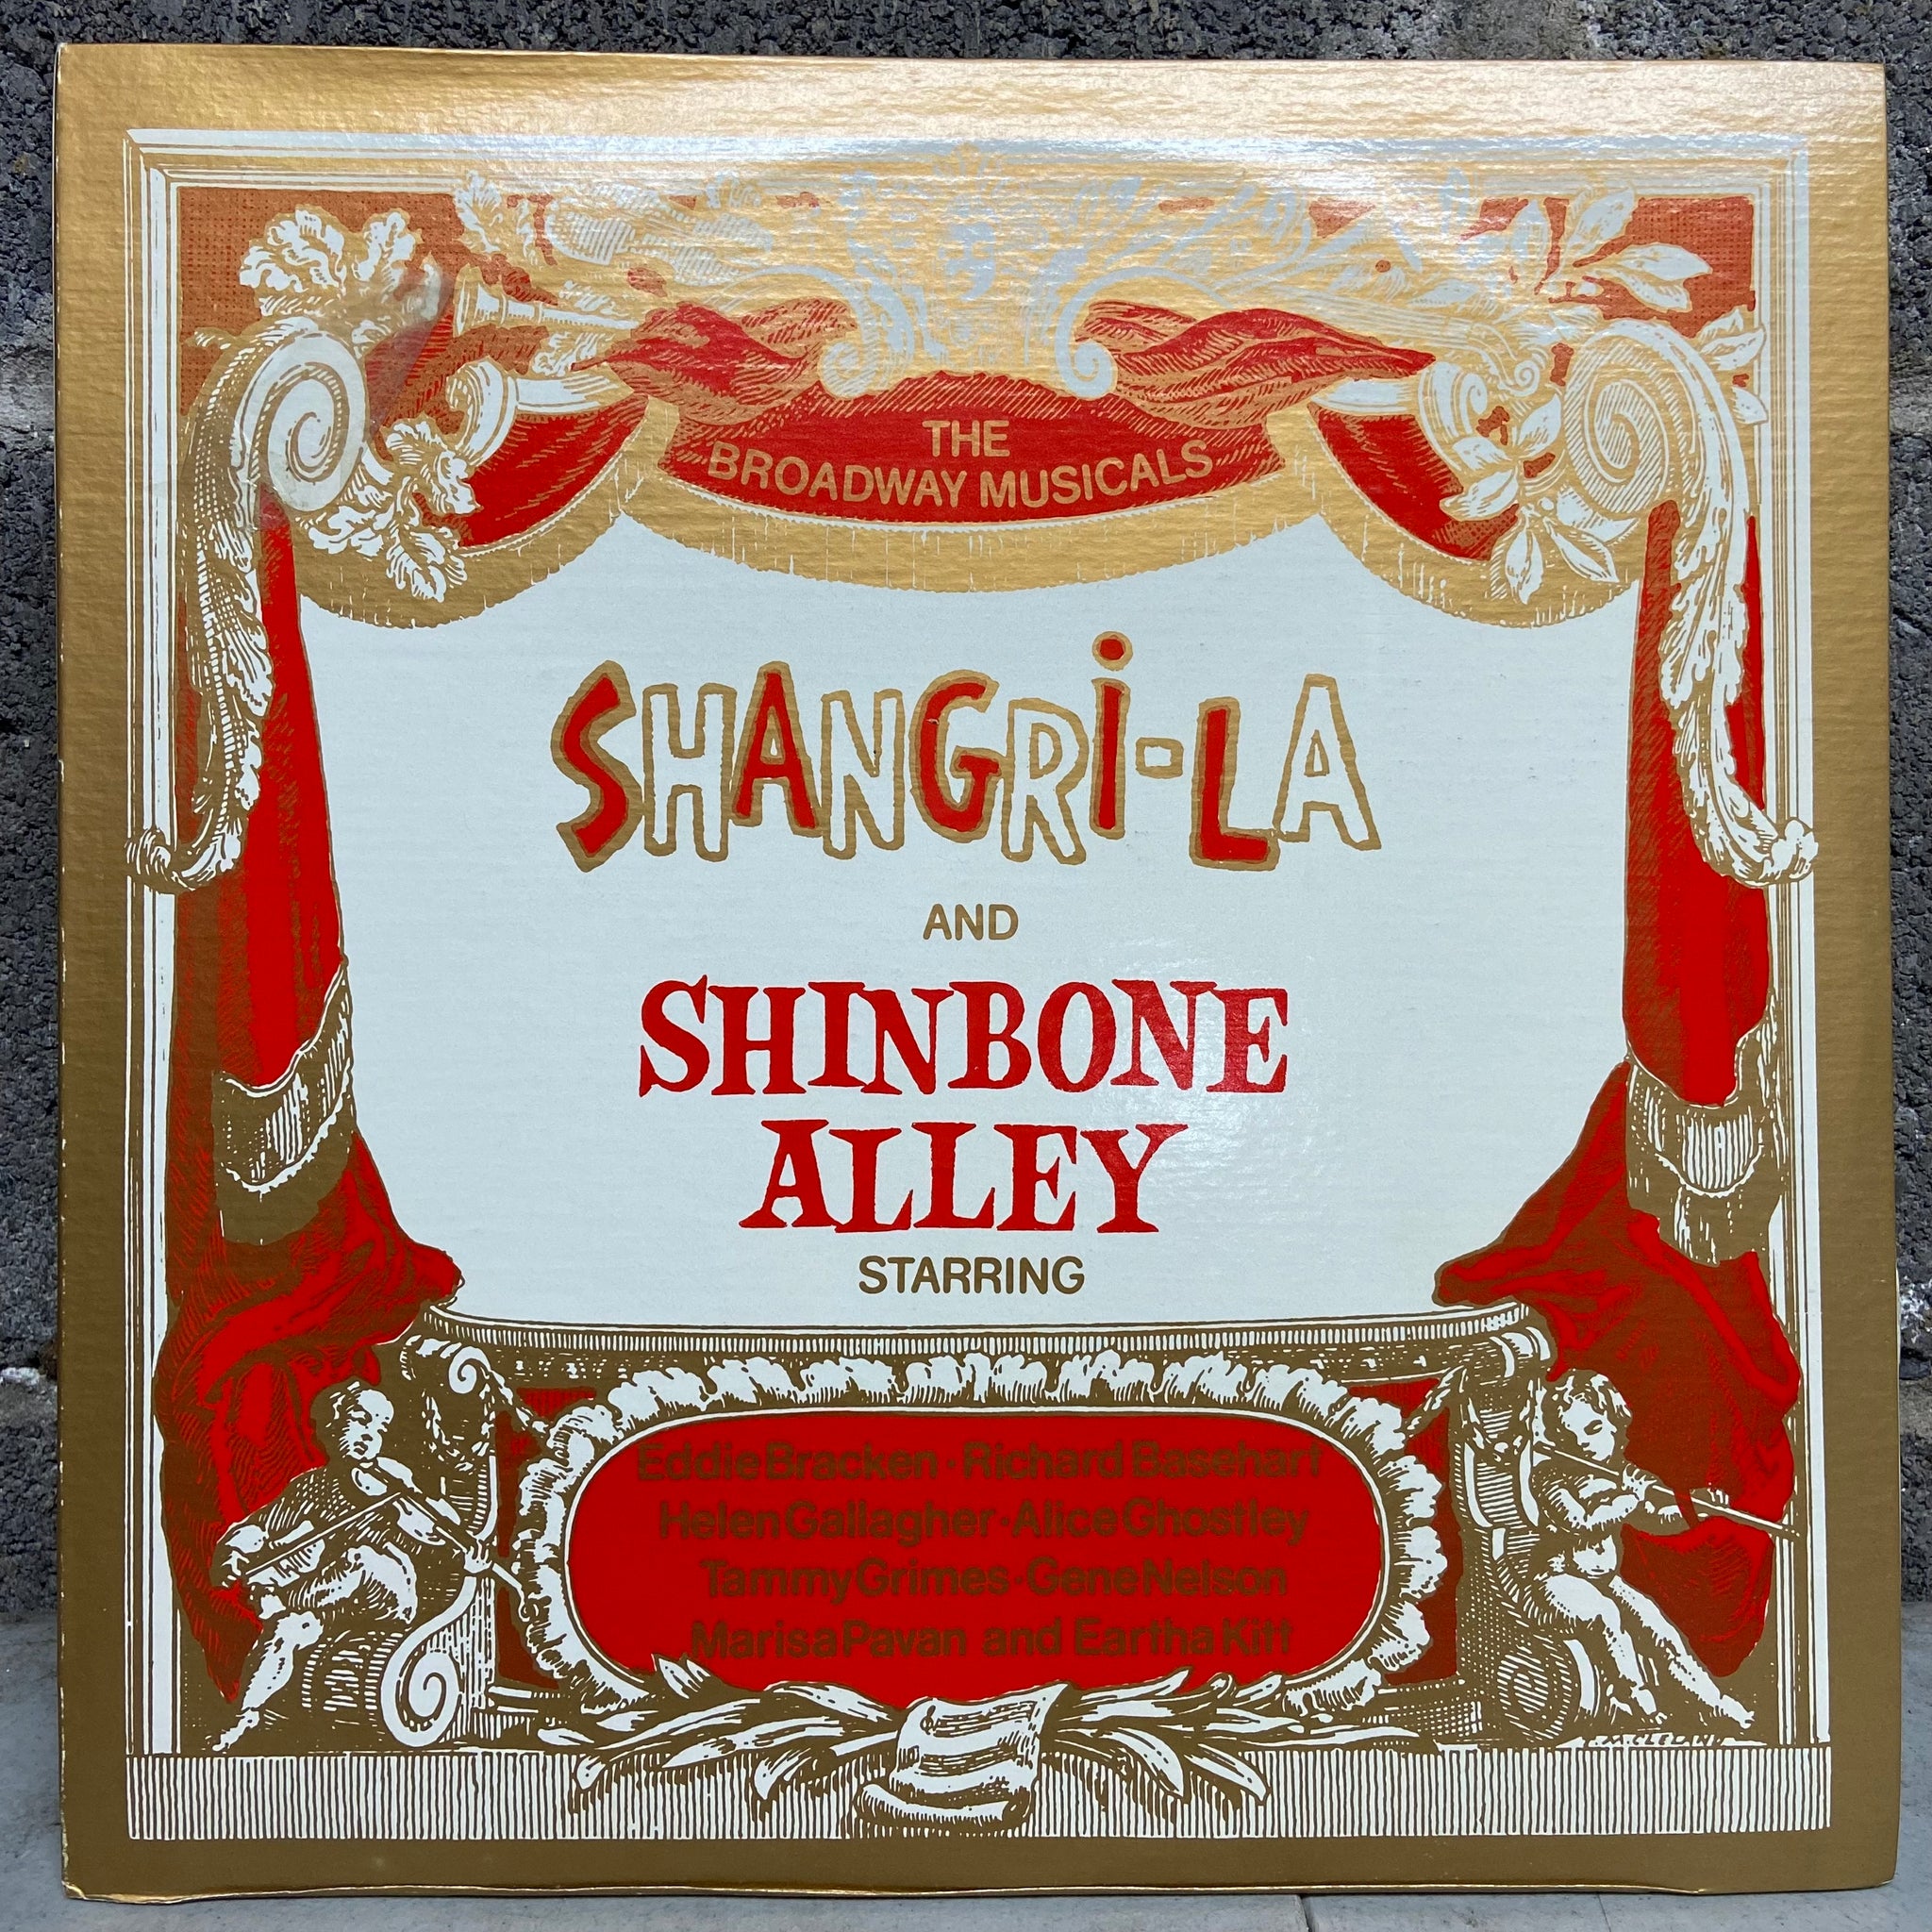 THE
BROADWAY MUSICALS
SHANGRi-LA
AND
SHINBONE
ALLEY
STARRING
Eddie Bracken · Richard Basehart
Helen Gallagher · Alice Ghostley
Tammy Grimes · Gene Nelson
Marisa Pavan and Eartha Kitt
T. M. CLELAND